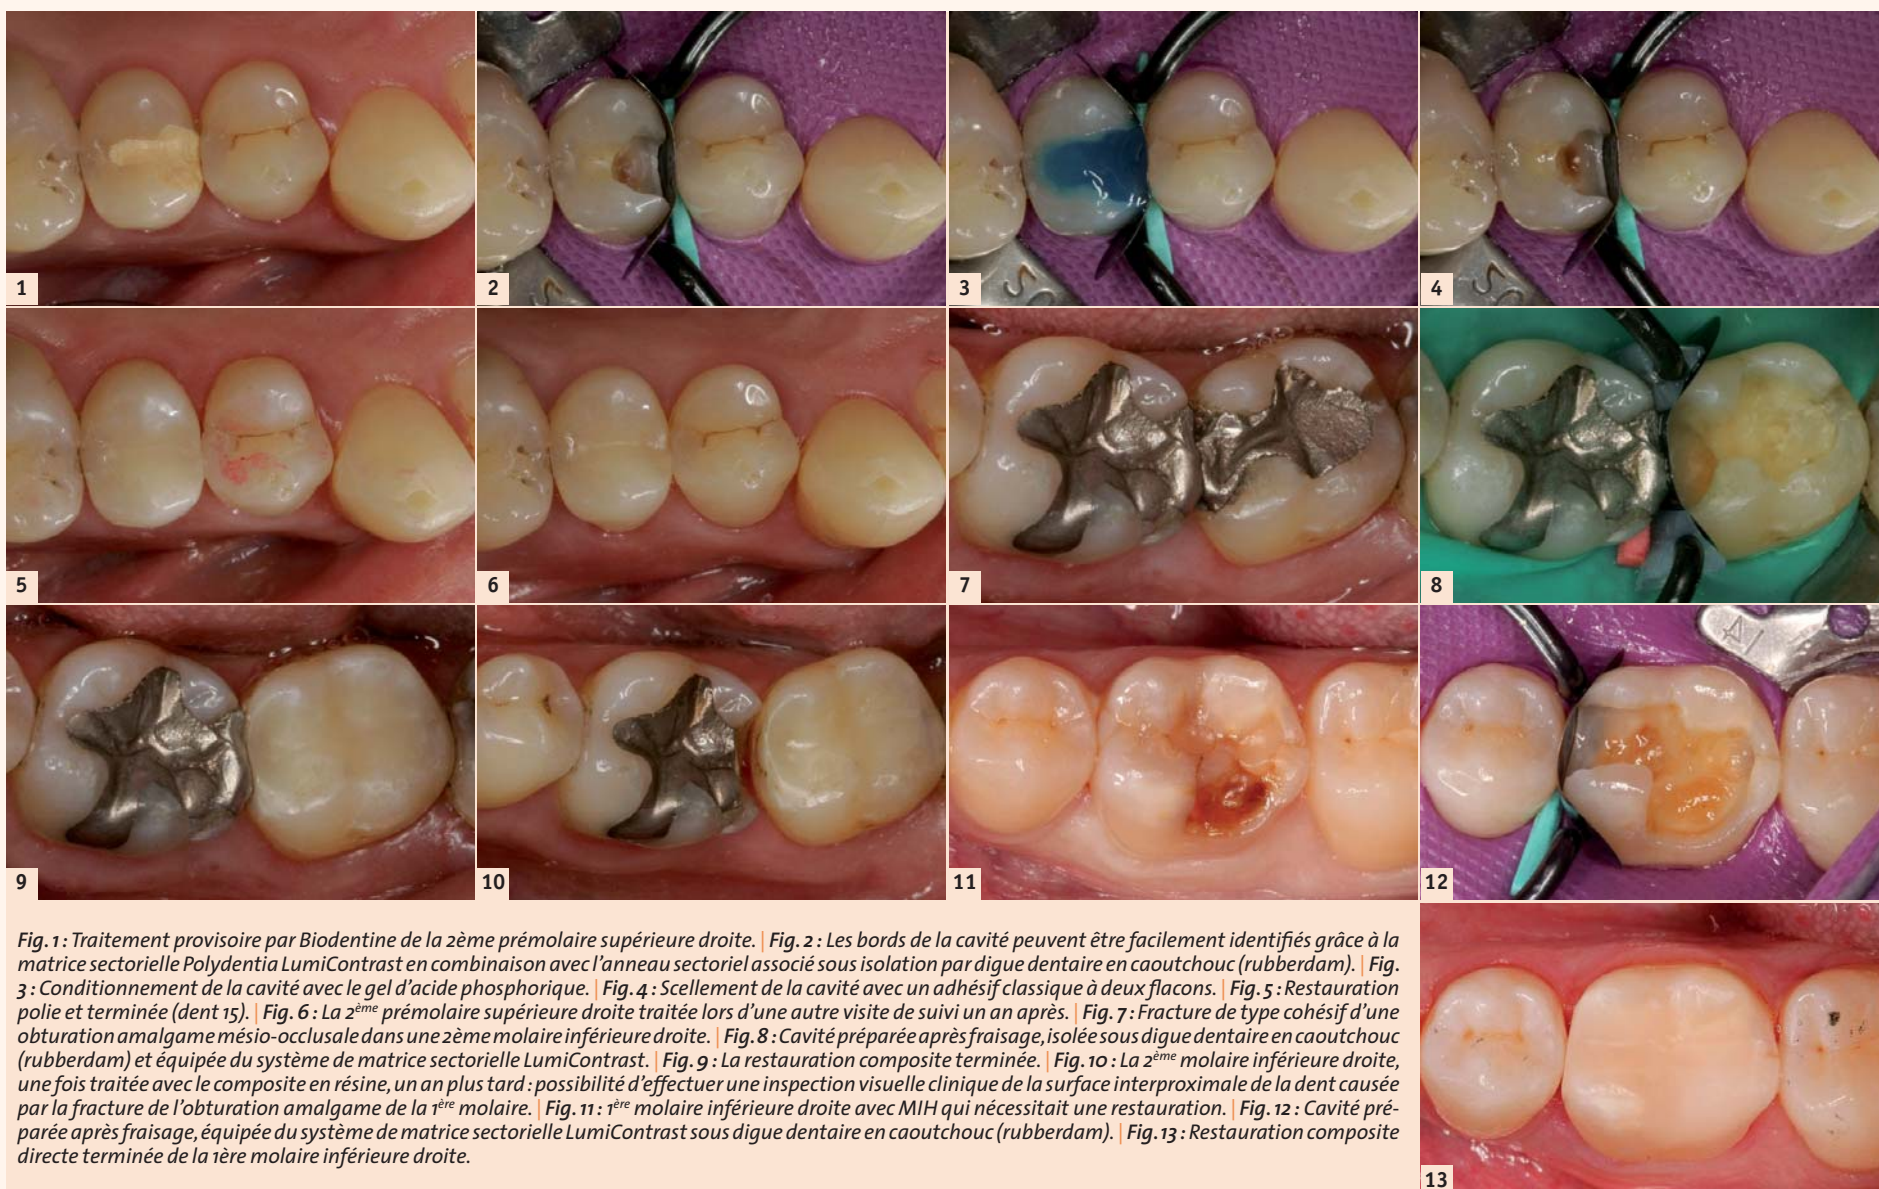 1
2
3
4
5
6
7
8
9
10
11
12
AI
Fig. 1 : Traitement provisoire par Biodentine de la 2ème prémolaire supérieure droite. | Fig. 2 : Les bords de la cavité peuvent être facilement identifiés grâce à la
matrice sectorielle Polydentia LumiContrast en combinaison avec l’anneau sectoriel associé sous isolation par digue dentaire en caoutchouc (rubberdam). | Fig.
3 : Conditionnement de la cavité avec le gel d’acide phosphorique. | Fig. 4 : Scellement de la cavité avec un adhésif classique à deux flacons. | Fig. 5 : Restauration
polie et terminée (dent 15). | Fig. 6 : La 2ème prémolaire supérieure droite traitée lors d’une autre visite de suivi un an après. | Fig. 7 : Fracture de type cohésif d’une
obturation amalgame mésio-occlusale dans une 2ème molaire inférieure droite. | Fig. 8 : Cavité préparée après fraisage, isolée sous digue dentaire en caoutchouc
(rubberdam) et équipée du système de matrice sectorielle LumiContrast. | Fig. 9 : La restauration composite terminée. | Fig. 10 : La 2ème molaire inférieure droite,
une fois traitée avec le composite en résine, un an plus tard : possibilité d’effectuer une inspection visuelle clinique de la surface interproximale de la dent causée
par la fracture de l’obturation amalgame de la 1ère molaire. | Fig. 11 : 1ère molaire inférieure droite avec MIH qui nécessitait une restauration. | Fig. 12 : Cavité pré-
parée après fraisage, équipée du système de matrice sectorielle LumiContrast sous digue dentaire en caoutchouc (rubberdam). | Fig. 13 : Restauration composite
directe terminée de la 1ère molaire inférieure droite.
13